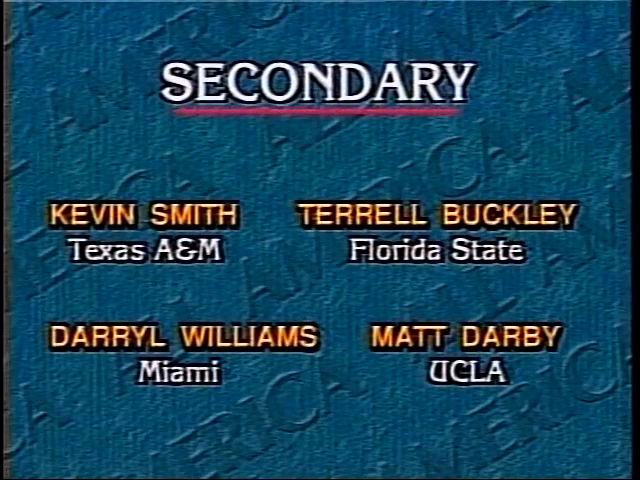 SECONDARY
KEVIN SMITH
Texas A&M
TERRELL BUCKLEY
Florida State
DARRYL WILLIAMS
Miami
MATT DARBY
UCLA